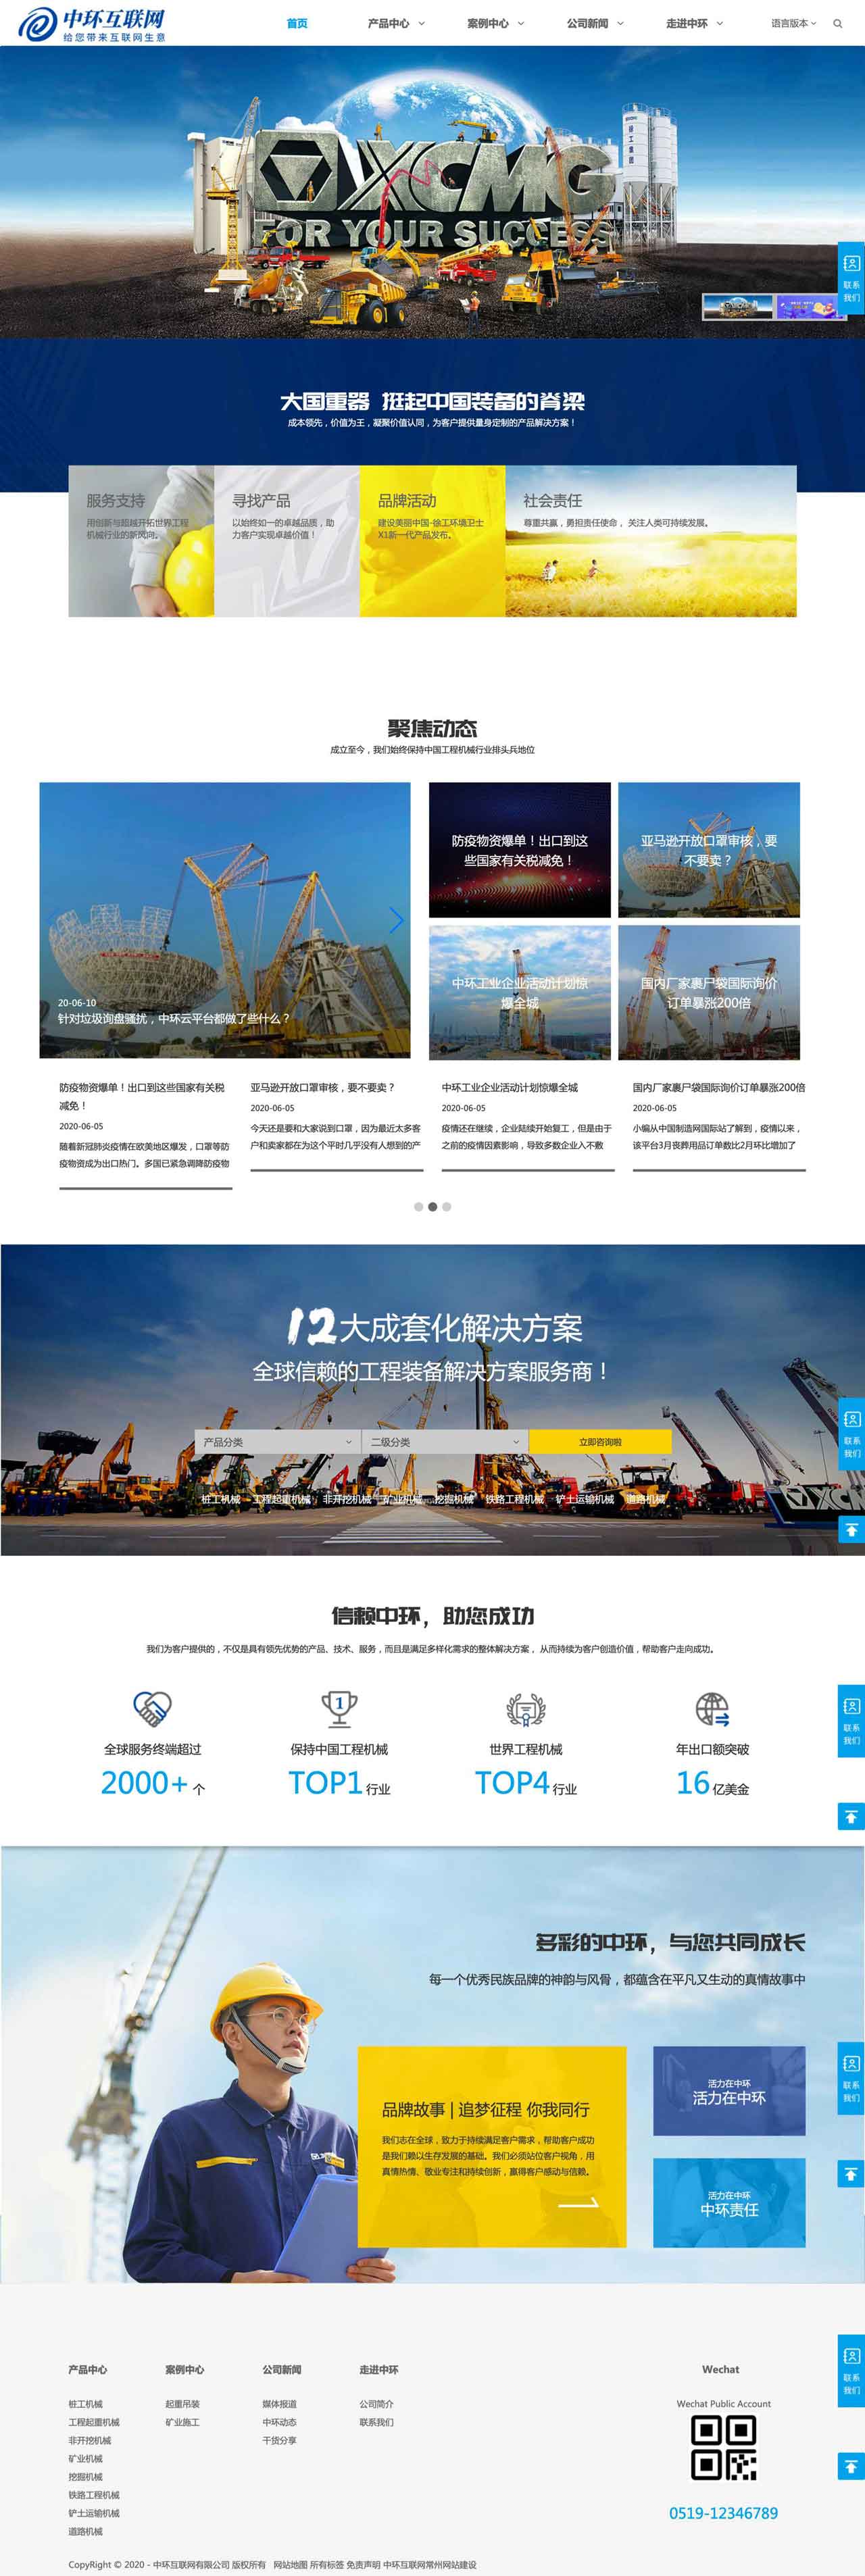 中环互联网
给您带来互联网生意
首页 产品中心 案例中心 公司新闻 走进中环 语言版本
XCMG
FOR YOUR SUCCESS
徐工集团
联系
我们
大国重器 挺起中国装备的脊梁
成本领先，价值为王，凝聚价值认同，为客户提供量身定制的产品解决方案！
服务支持
用创新与超越开拓世界工程
机械行业的新风向。
寻找产品
以始终如一的卓越品质，助
力客户实现卓越价值！
品牌活动
建设美丽中国-徐工环境卫士
X1新一代产品发布。
社会责任
尊重共赢，勇担责任使命， 关注人类可持续发展。
聚焦动态
成立至今，我们始终保持中国工程机械行业排头兵地位
20-06-10
针对垃圾询盘骚扰，中环云平台都做了些什么？
防疫物资爆单！出口到这
些国家有关税减免！
亚马逊开放口罩审核，要
不要卖？
中环工业企业活动计划惊
爆全城
国内厂家裹尸袋国际询价
订单暴涨200倍
防疫物资爆单！出口到这些国家有关税
减免！
2020-06-05
随着新冠肺炎疫情在欧美地区爆发，口罩等防
疫物资成为出口热门。多国已紧急调降防疫物
亚马逊开放口罩审核，要不要卖？
2020-06-05
今天还是要和大家说到口罩，因为最近太多客
户和卖家都在为这个平时几乎没有人想到的产
中环工业企业活动计划惊爆全城
2020-06-05
疫情还在继续，企业陆续开始复工，但是由于
之前的疫情因素影响，导致多数企业入不敷
国内厂家裹尸袋国际询价订单暴涨200倍
2020-06-05
小编从中国制造网国际站了解到，疫情以来，
该平台3月丧葬用品订单数比2月环比增加了
12大成套化解决方案
全球信赖的工程装备解决方案服务商！
产品分类 二级分类 立即咨询啦
联系
我们
桩工机械 工程起重机械 非开挖机械 矿业机械 挖掘机械 铁路工程机械 铲土运输机械 道路机械
XCMG
信赖中环，助您成功
我们为客户提供的，不仅是具有领先优势的产品、技术、服务，而且是满足多样化需求的整体解决方案， 从而持续为客户创造价值，帮助客户走向成功。
联系
我们
1
全球服务终端超过
2000+ 个
保持中国工程机械
TOP1 行业
世界工程机械
TOP4 行业
年出口额突破
16 亿美金
多彩的中环，与您共同成长
每一个优秀民族品牌的神韵与风骨，都蕴含在平凡又生动的真情故事中
联系
我们
品牌故事 | 追梦征程 你我同行
我们志在全球，致力于持续满足客户需求，帮助客户成功
是我们赖以生存发展的基础。我们必须站位客户视角，用
真情热情、敬业专注和持续创新，赢得客户感动与信赖。
活力在中环
活力在中环
活力在中环
中环责任
联系
我们
产品中心
桩工机械
工程起重机械
非开挖机械
矿业机械
挖掘机械
铁路工程机械
铲土运输机械
道路机械
案例中心
起重吊装
矿业施工
公司新闻
媒体报道
中环动态
干货分享
走进中环
公司简介
联系我们
Wechat
Wechat Public Account
0519-12346789
CopyRight © 2020 - 中环互联网有限公司 版权所有 网站地图 所有标签 免责声明 中环互联网常州网站建设